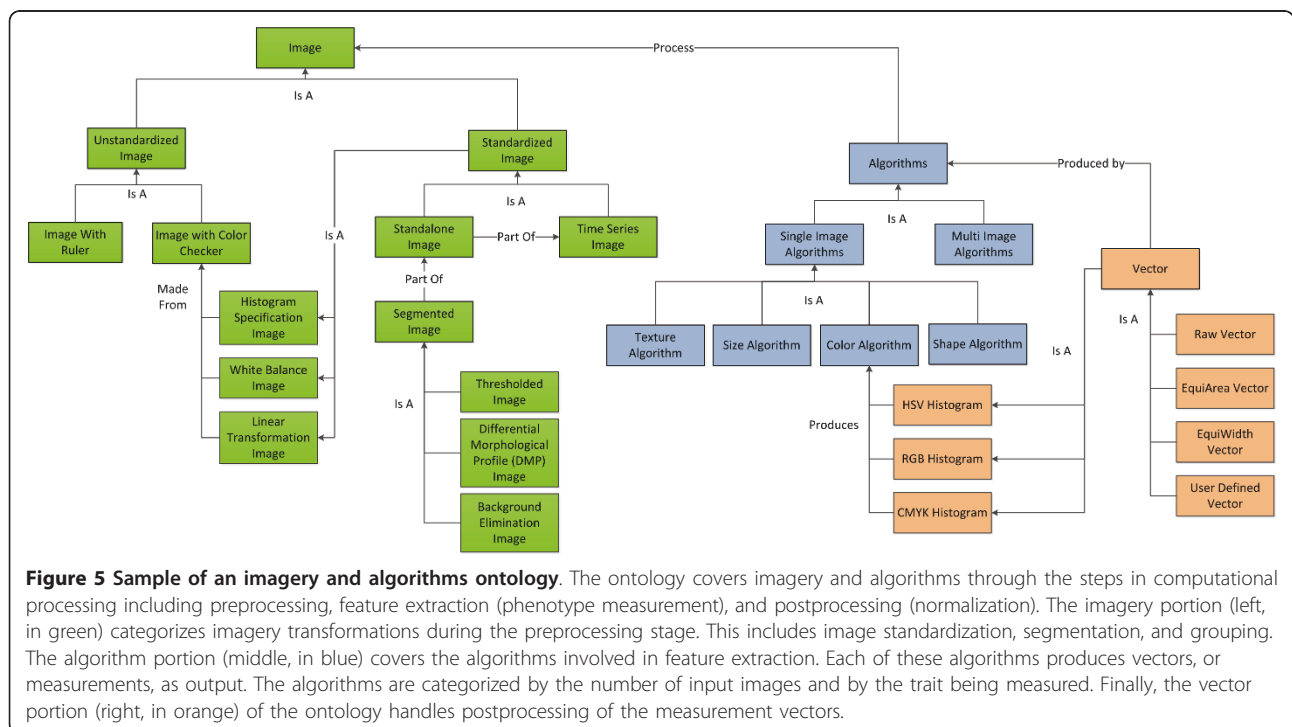 Image
Process
Is A
Unstandardized
Image
Standardized
Image
Algorithms
Produced by
Is A
Is A
Is A
Image With
Ruler
Image with Color
Checker
Is A
Standalone
Image
Part Of
Time Series
Image
Single Image
Algorithms
Multi Image
Algorithms
Vector
Made
From
Part Of
Histogram
Specification
Image
Segmented
Image
Is A
Texture
Algorithm
Size Algorithm
Color Algorithm
Shape Algorithm
Is A
Is A
Raw Vector
White Balance
Image
Thresholded
Image
EquiArea Vector
Is A
HSV Histogram
Linear
Transformation
Image
Differential
Morphological
Profile (DMP)
Image
Produces
RGB Histogram
EquiWidth
Vector
Background
Elimination
Image
CMYK Histogram
User Defined
Vector
Figure 5 Sample of an imagery and algorithms ontology. The ontology covers imagery and algorithms through the steps in computational
processing including preprocessing, feature extraction (phenotype measurement), and postprocessing (normalization). The imagery portion (left,
in green) categorizes imagery transformations during the preprocessing stage. This includes image standardization, segmentation, and grouping.
The algorithm portion (middle, in blue) covers the algorithms involved in feature extraction. Each of these algorithms produces vectors, or
measurements, as output. The algorithms are categorized by the number of input images and by the trait being measured. Finally, the vector
portion (right, in orange) of the ontology handles postprocessing of the measurement vectors.